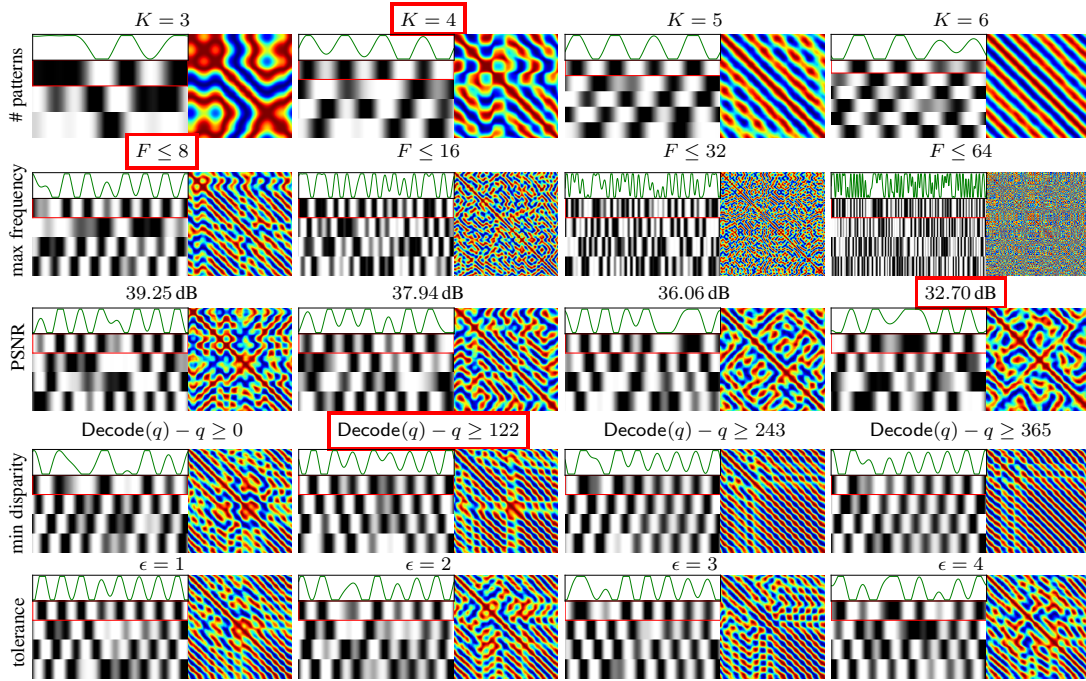 K = 3 K = 4 K = 5 K = 6
# patterns
F ≤ 8 F ≤ 16 F ≤ 32 F ≤ 64
max frequency
39.25 dB 37.94 dB 36.06 dB 32.70 dB
PSNR
Decode(q) − q ≥ 0 Decode(q) − q ≥ 122 Decode(q) − q ≥ 243 Decode(q) − q ≥ 365
min disparity
ϵ = 1 ϵ = 2 ϵ = 3 ϵ = 4
tolerance